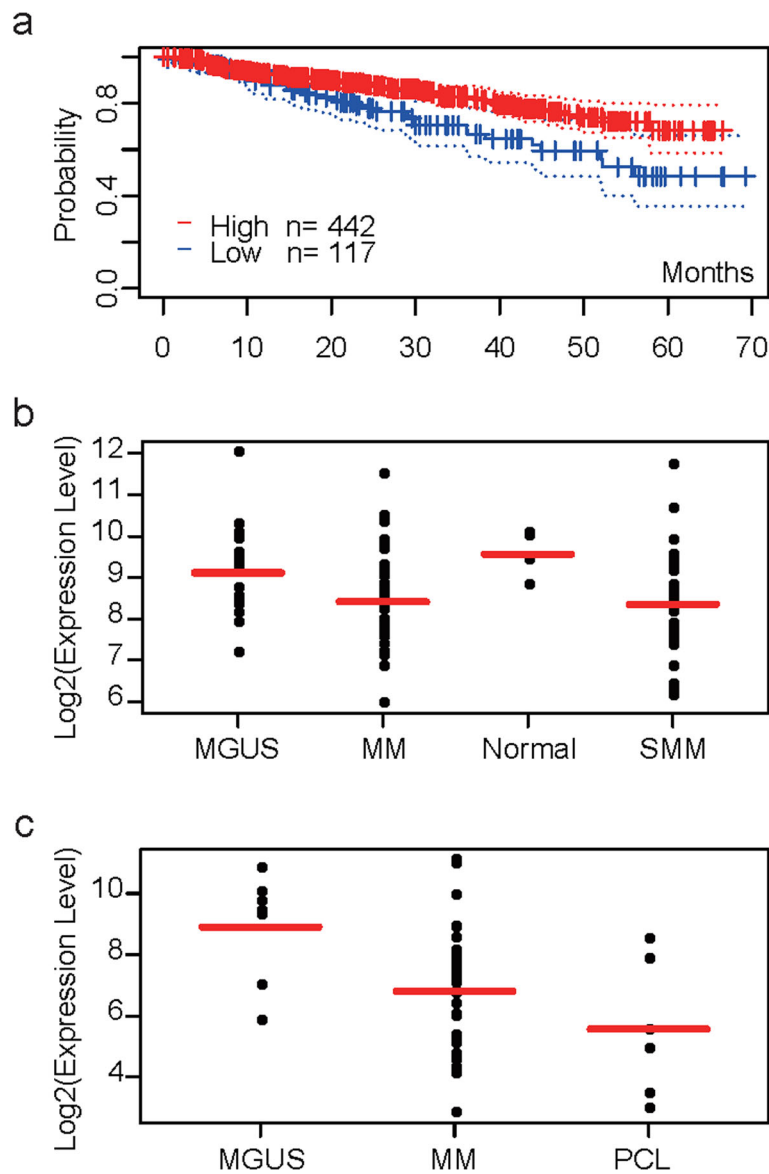 a
Probability
0.0
0.4
0.8
High n= 442
Low n= 117
Months
0 10 20 30 40 50 60 70
b
Log2(Expression Level)
12
11
10
9
8
7
6
MGUS MM Normal SMM
c
Log2(Expression Level)
10
8
6
4
MGUS MM PCL